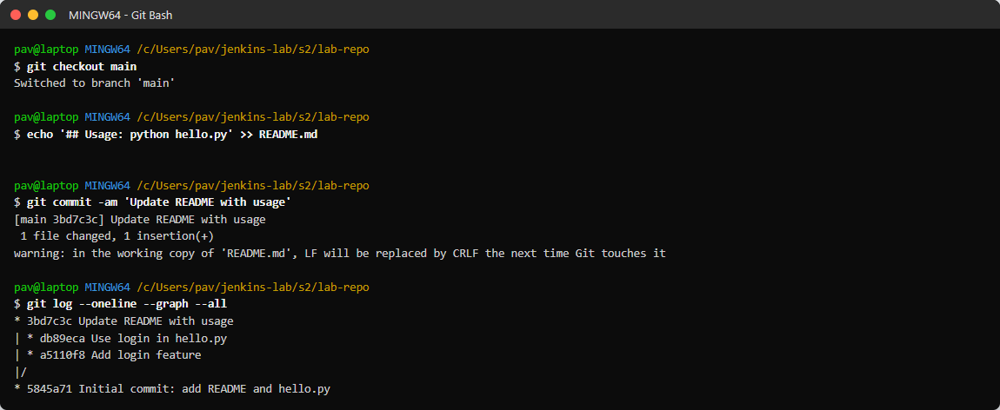 MINGW64 - Git Bash
pav@laptop MINGW64 /c/Users/pav/jenkins-lab/s2/lab-repo
$ git checkout main
Switched to branch 'main'
pav@laptop MINGW64 /c/Users/pav/jenkins-lab/s2/lab-repo
$ echo '## Usage: python hello.py' >> README.md
pav@laptop MINGW64 /c/Users/pav/jenkins-lab/s2/lab-repo
$ git commit -am 'Update README with usage'
[main 3bd7c3c] Update README with usage
 1 file changed, 1 insertion(+)
warning: in the working copy of 'README.md', LF will be replaced by CRLF the next time Git touches it
pav@laptop MINGW64 /c/Users/pav/jenkins-lab/s2/lab-repo
$ git log --oneline --graph --all
* 3bd7c3c Update README with usage
| * db89eca Use login in hello.py
| * a5110f8 Add login feature
|/
* 5845a71 Initial commit: add README and hello.py